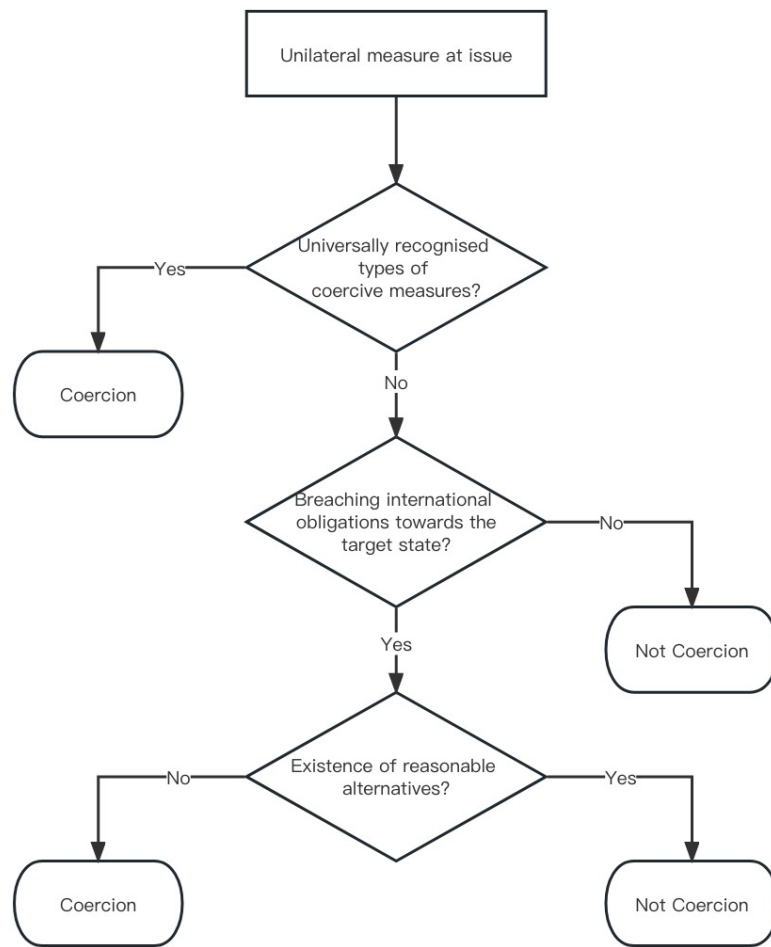 Unilateral measure at issue
Universally recognised
types of
coercive measures?
Yes
Coercion
No
Breaching international
obligations towards the
target state?
No
Not Coercion
Yes
Existence of reasonable
alternatives?
No
Yes
Coercion
Not Coercion